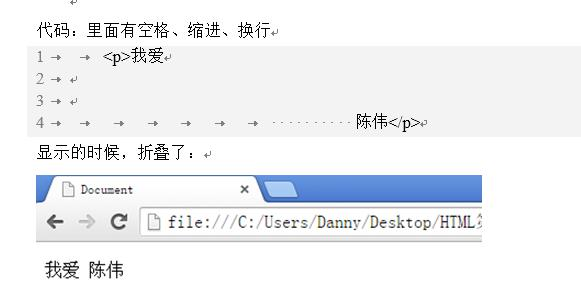 代码：里面有空格、缩进、换行
1 <p>我爱
2
3
4 陈伟</p>
显示的时候，折叠了：
Document
file:///C:/Users/Danny/Desktop/HTML
我爱 陈伟